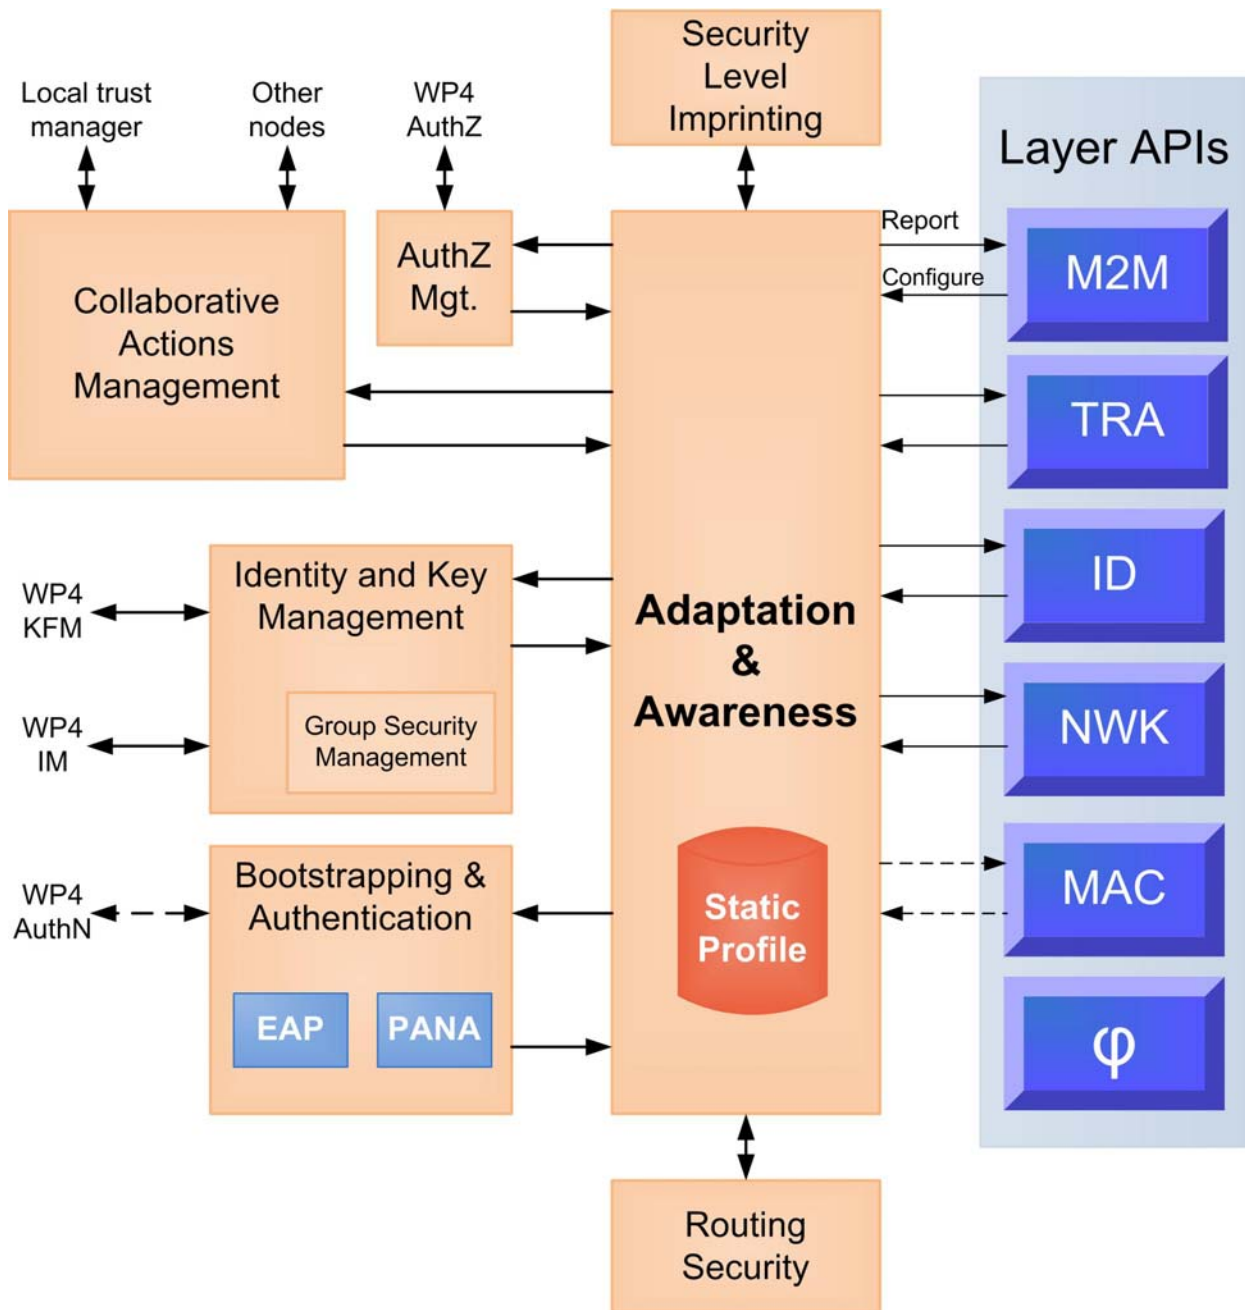 Security
Level
Imprinting
Local trust
manager
Other
nodes
WP4
AuthZ
Layer APIs
Collaborative
Actions
Management
AuthZ
Mgt.
Report
Configure
M2M
TRA
ID
NWK
MAC
φ
Adaptation
&
Awareness
Static
Profile
WP4
KFM
WP4
IM
Identity and Key
Management
Group Security
Management
WP4
AuthN
Bootstrapping &
Authentication
EAP
PANA
Routing
Security